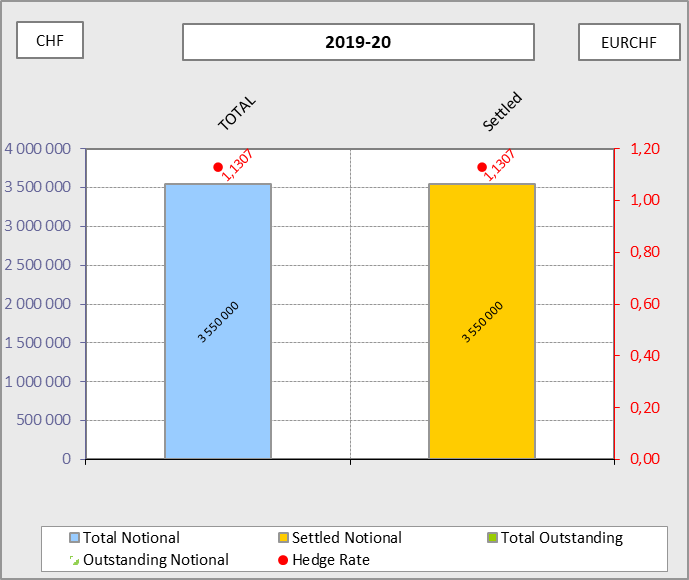 CHF 2019-20 EURCHF
TOTAL Settled
4 000 000 1,20
1,1307 1,1307
3 500 000 1,00
3 000 000
2 500 000 0,80
2 000 000 0,60
3 550 000 3 550 000
1 500 000 0,40
1 000 000
500 000 0,20
0 0,00
Total Notional Settled Notional Total Outstanding
Outstanding Notional Hedge Rate